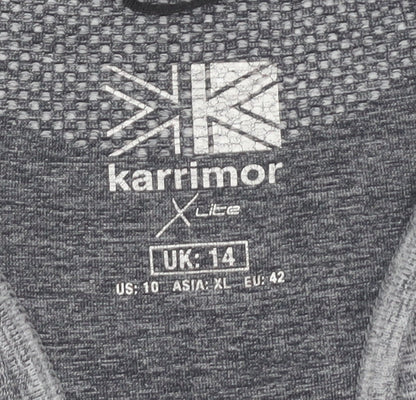 karrimor
X LITE
UK: 14
US: 10 ASIA: XL EU: 42